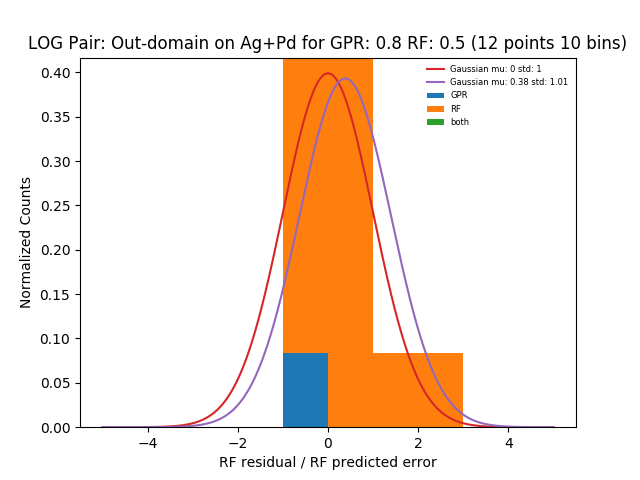 LOG Pair: Out-domain on Ag+Pd for GPR: 0.8 RF: 0.5 (12 points 10 bins)
Gaussian mu: 0 std: 1
Gaussian mu: 0.38 std: 1.01
GPR
RF
both
Normalized Counts
0.40
0.35
0.30
0.25
0.20
0.15
0.10
0.05
0.00
−4 −2 0 2 4
RF residual / RF predicted error